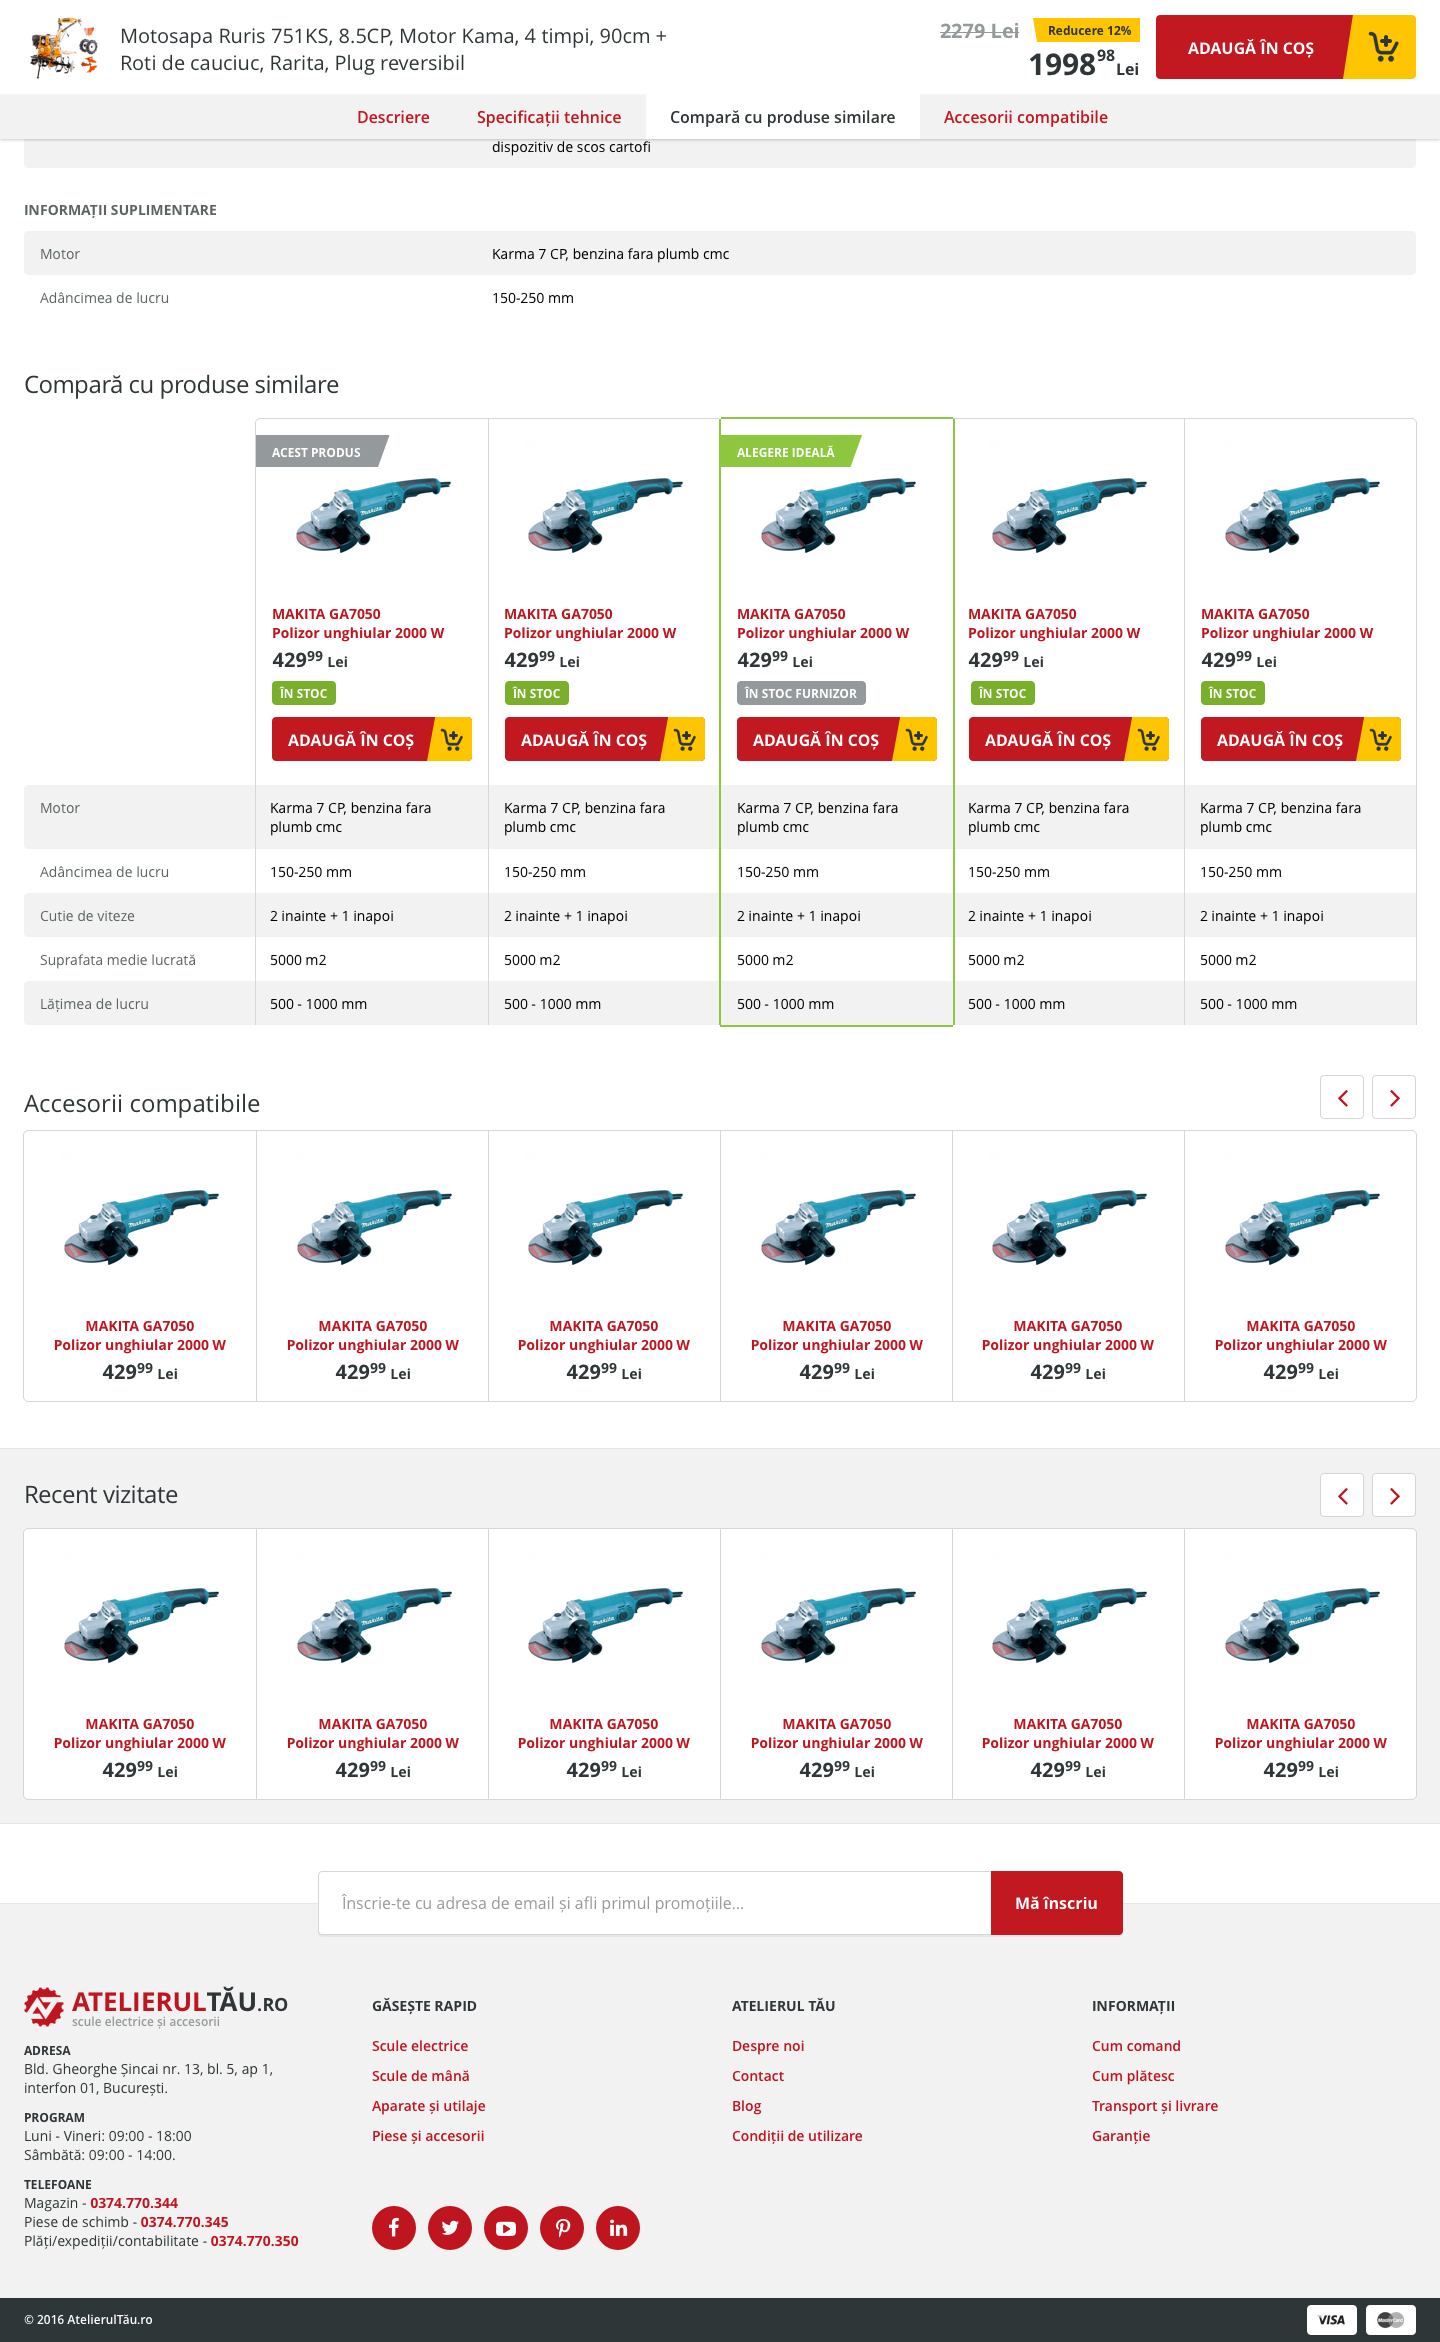 Motosapa Ruris 751KS, 8.5CP, Motor Kama, 4 timpi, 90cm +
Roti de cauciuc, Rarita, Plug reversibil
2279 Lei
Reducere 12%
1998 98 Lei
ADAUGĂ ÎN COȘ
Descriere Specificații tehnice Compară cu produse similare Accesorii compatibile
dispozitiv de scos cartofi
INFORMAȚII SUPLIMENTARE
Motor Karma 7 CP, benzina fara plumb cmc
Adâncimea de lucru 150-250 mm
Compară cu produse similare
ACEST PRODUS ALEGERE IDEALĂ
MAKITA GA7050 MAKITA GA7050 MAKITA GA7050 MAKITA GA7050 MAKITA GA7050
Polizor unghiular 2000 W Polizor unghiular 2000 W Polizor unghiular 2000 W Polizor unghiular 2000 W Polizor unghiular 2000 W
429 99 Lei 429 99 Lei 429 99 Lei 429 99 Lei 429 99 Lei
ÎN STOC ÎN STOC ÎN STOC FURNIZOR ÎN STOC ÎN STOC
ADAUGĂ ÎN COȘ ADAUGĂ ÎN COȘ ADAUGĂ ÎN COȘ ADAUGĂ ÎN COȘ ADAUGĂ ÎN COȘ
Motor Karma 7 CP, benzina fara Karma 7 CP, benzina fara Karma 7 CP, benzina fara Karma 7 CP, benzina fara Karma 7 CP, benzina fara
plumb cmc plumb cmc plumb cmc plumb cmc plumb cmc
Adâncimea de lucru 150-250 mm 150-250 mm 150-250 mm 150-250 mm 150-250 mm
Cutie de viteze 2 inainte + 1 inapoi 2 inainte + 1 inapoi 2 inainte + 1 inapoi 2 inainte + 1 inapoi 2 inainte + 1 inapoi
Suprafata medie lucrată 5000 m2 5000 m2 5000 m2 5000 m2 5000 m2
Lățimea de lucru 500 - 1000 mm 500 - 1000 mm 500 - 1000 mm 500 - 1000 mm 500 - 1000 mm
Accesorii compatibile
MAKITA GA7050 MAKITA GA7050 MAKITA GA7050 MAKITA GA7050 MAKITA GA7050 MAKITA GA7050
Polizor unghiular 2000 W Polizor unghiular 2000 W Polizor unghiular 2000 W Polizor unghiular 2000 W Polizor unghiular 2000 W Polizor unghiular 2000 W
429 99 Lei 429 99 Lei 429 99 Lei 429 99 Lei 429 99 Lei 429 99 Lei
Recent vizitate
MAKITA GA7050 MAKITA GA7050 MAKITA GA7050 MAKITA GA7050 MAKITA GA7050 MAKITA GA7050
Polizor unghiular 2000 W Polizor unghiular 2000 W Polizor unghiular 2000 W Polizor unghiular 2000 W Polizor unghiular 2000 W Polizor unghiular 2000 W
429 99 Lei 429 99 Lei 429 99 Lei 429 99 Lei 429 99 Lei 429 99 Lei
Înscrie-te cu adresa de email și afli primul promoțiile...
Mă înscriu
ATELIERULTĂU.RO
scule electrice și accesorii
ADRESA
Bld. Gheorghe Șincai nr. 13, bl. 5, ap 1,
interfon 01, București.
PROGRAM
Luni - Vineri: 09:00 - 18:00
Sâmbătă: 09:00 - 14:00.
TELEFOANE
Magazin - 0374.770.344
Piese de schimb - 0374.770.345
Plăți/expediții/contabilitate - 0374.770.350
GĂSEȘTE RAPID
Scule electrice
Scule de mână
Aparate și utilaje
Piese și accesorii
ATELIERUL TĂU
Despre noi
Contact
Blog
Condiții de utilizare
INFORMAȚII
Cum comand
Cum plătesc
Transport și livrare
Garanție
© 2016 AtelierulTău.ro
VISA
MasterCard